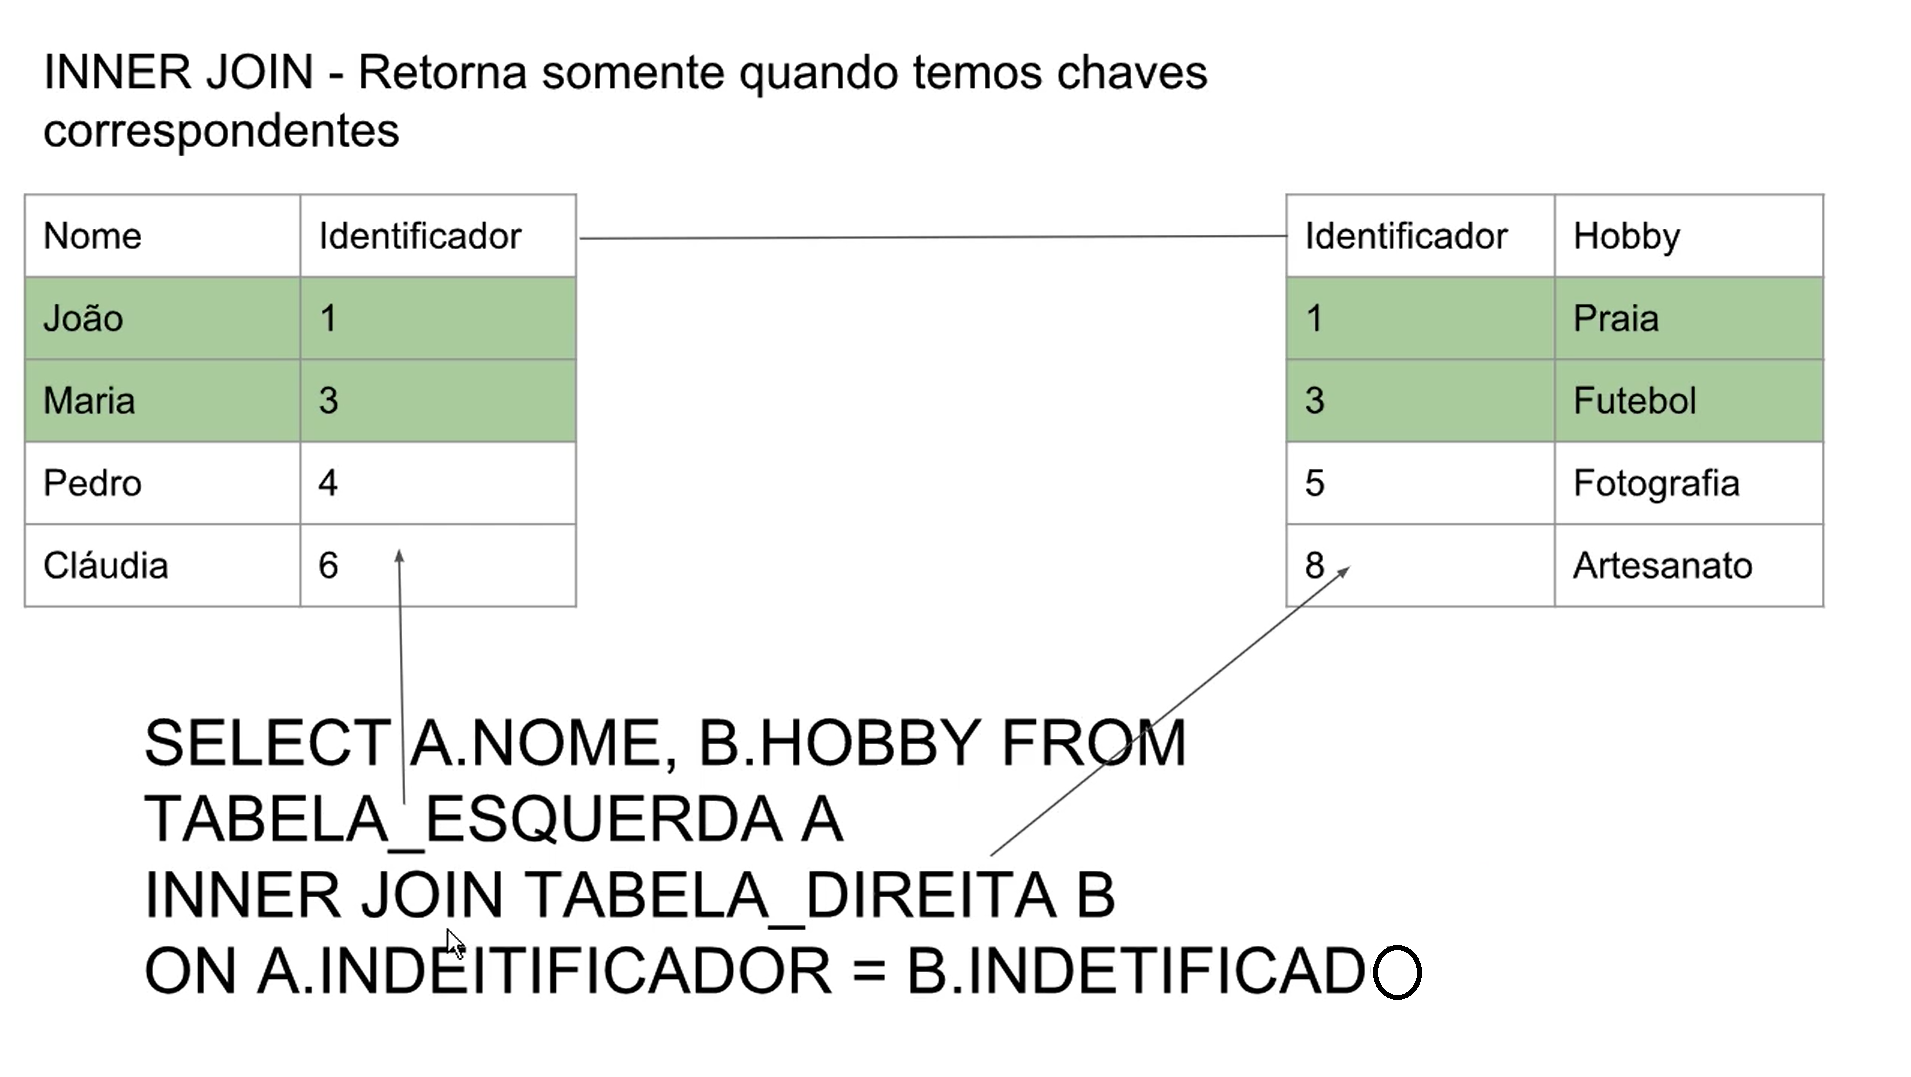 INNER JOIN - Retorna somente quando temos chaves
correspondentes
Nome Identificador
João 1
Maria 3
Pedro 4
Cláudia 6
Identificador Hobby
1 Praia
3 Futebol
5 Fotografia
8 Artesanato
SELECT A.NOME, B.HOBBY FROM
TABELA_ESQUERDA A
INNER JOIN TABELA_DIREITA B
ON A.INDEITIFICADOR = B.INDETIFICADO